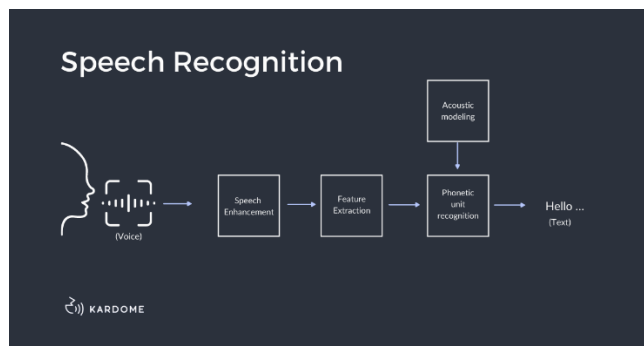 Speech Recognition
Acoustic
modeling
Speech
Enhancement
Feature
Extraction
Phonetic
unit
recognition
Hello ...
(Text)
(Voice)
KARDOME